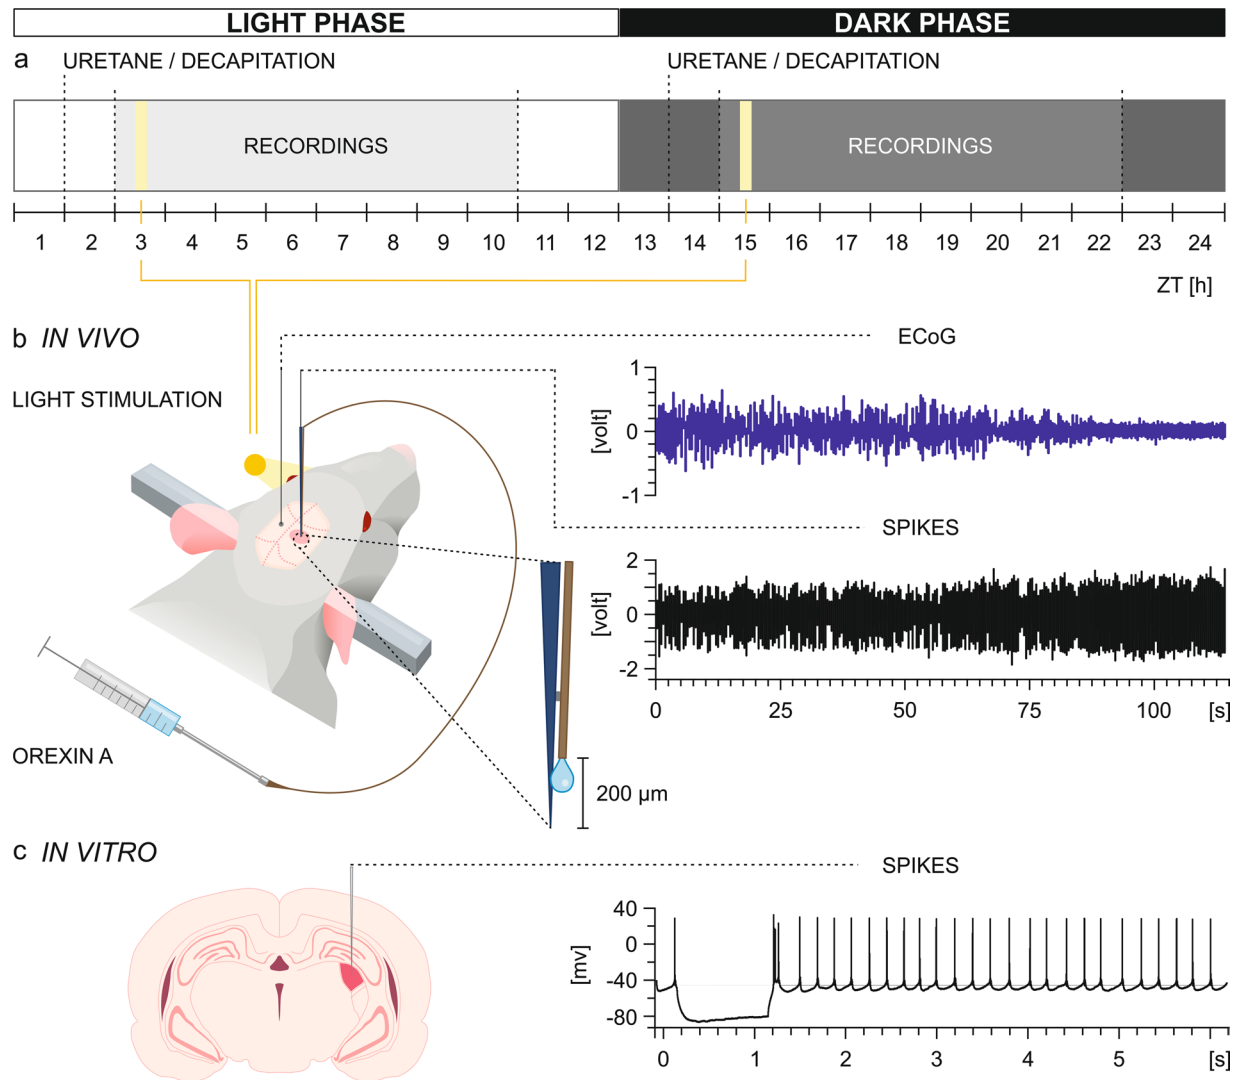 LIGHT PHASE DARK PHASE
a URETANE / DECAPITATION URETANE / DECAPITATION
RECORDINGS RECORDINGS
1 2 3 4 5 6 7 8 9 10 11 12 13 14 15 16 17 18 19 20 21 22 23 24
ZT [h]
b IN VIVO
ECoG
LIGHT STIMULATION
[volt]
1
0
-1
SPIKES
[volt]
2
0
-2
0 25 50 75 100 [s]
OREXIN A
200 µm
c IN VITRO
SPIKES
[mv]
40
0
-40
-80
0 1 2 3 4 5 [s]